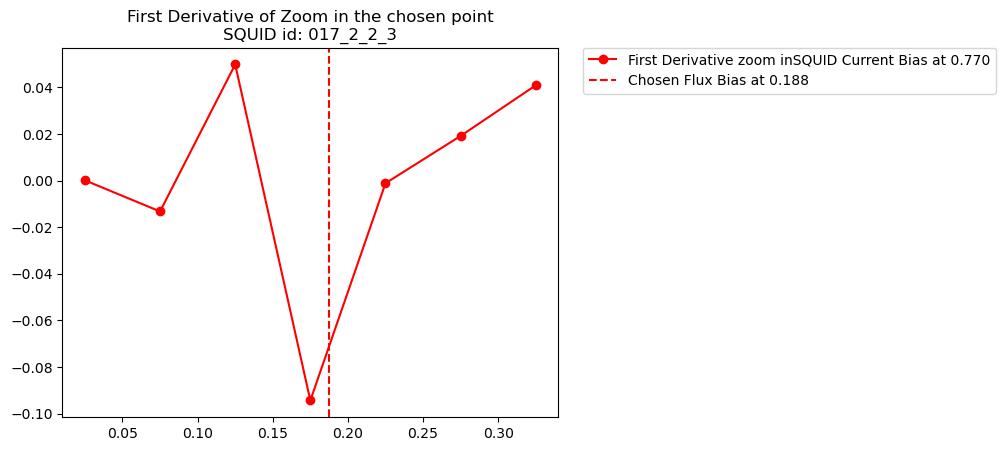 First Derivative of Zoom in the chosen point
SQUID id: 017_2_2_3
First Derivative zoom inSQUID Current Bias at 0.770
Chosen Flux Bias at 0.188
0.04
0.02
0.00
−0.02
−0.04
−0.06
−0.08
−0.10
0.05 0.10 0.15 0.20 0.25 0.30